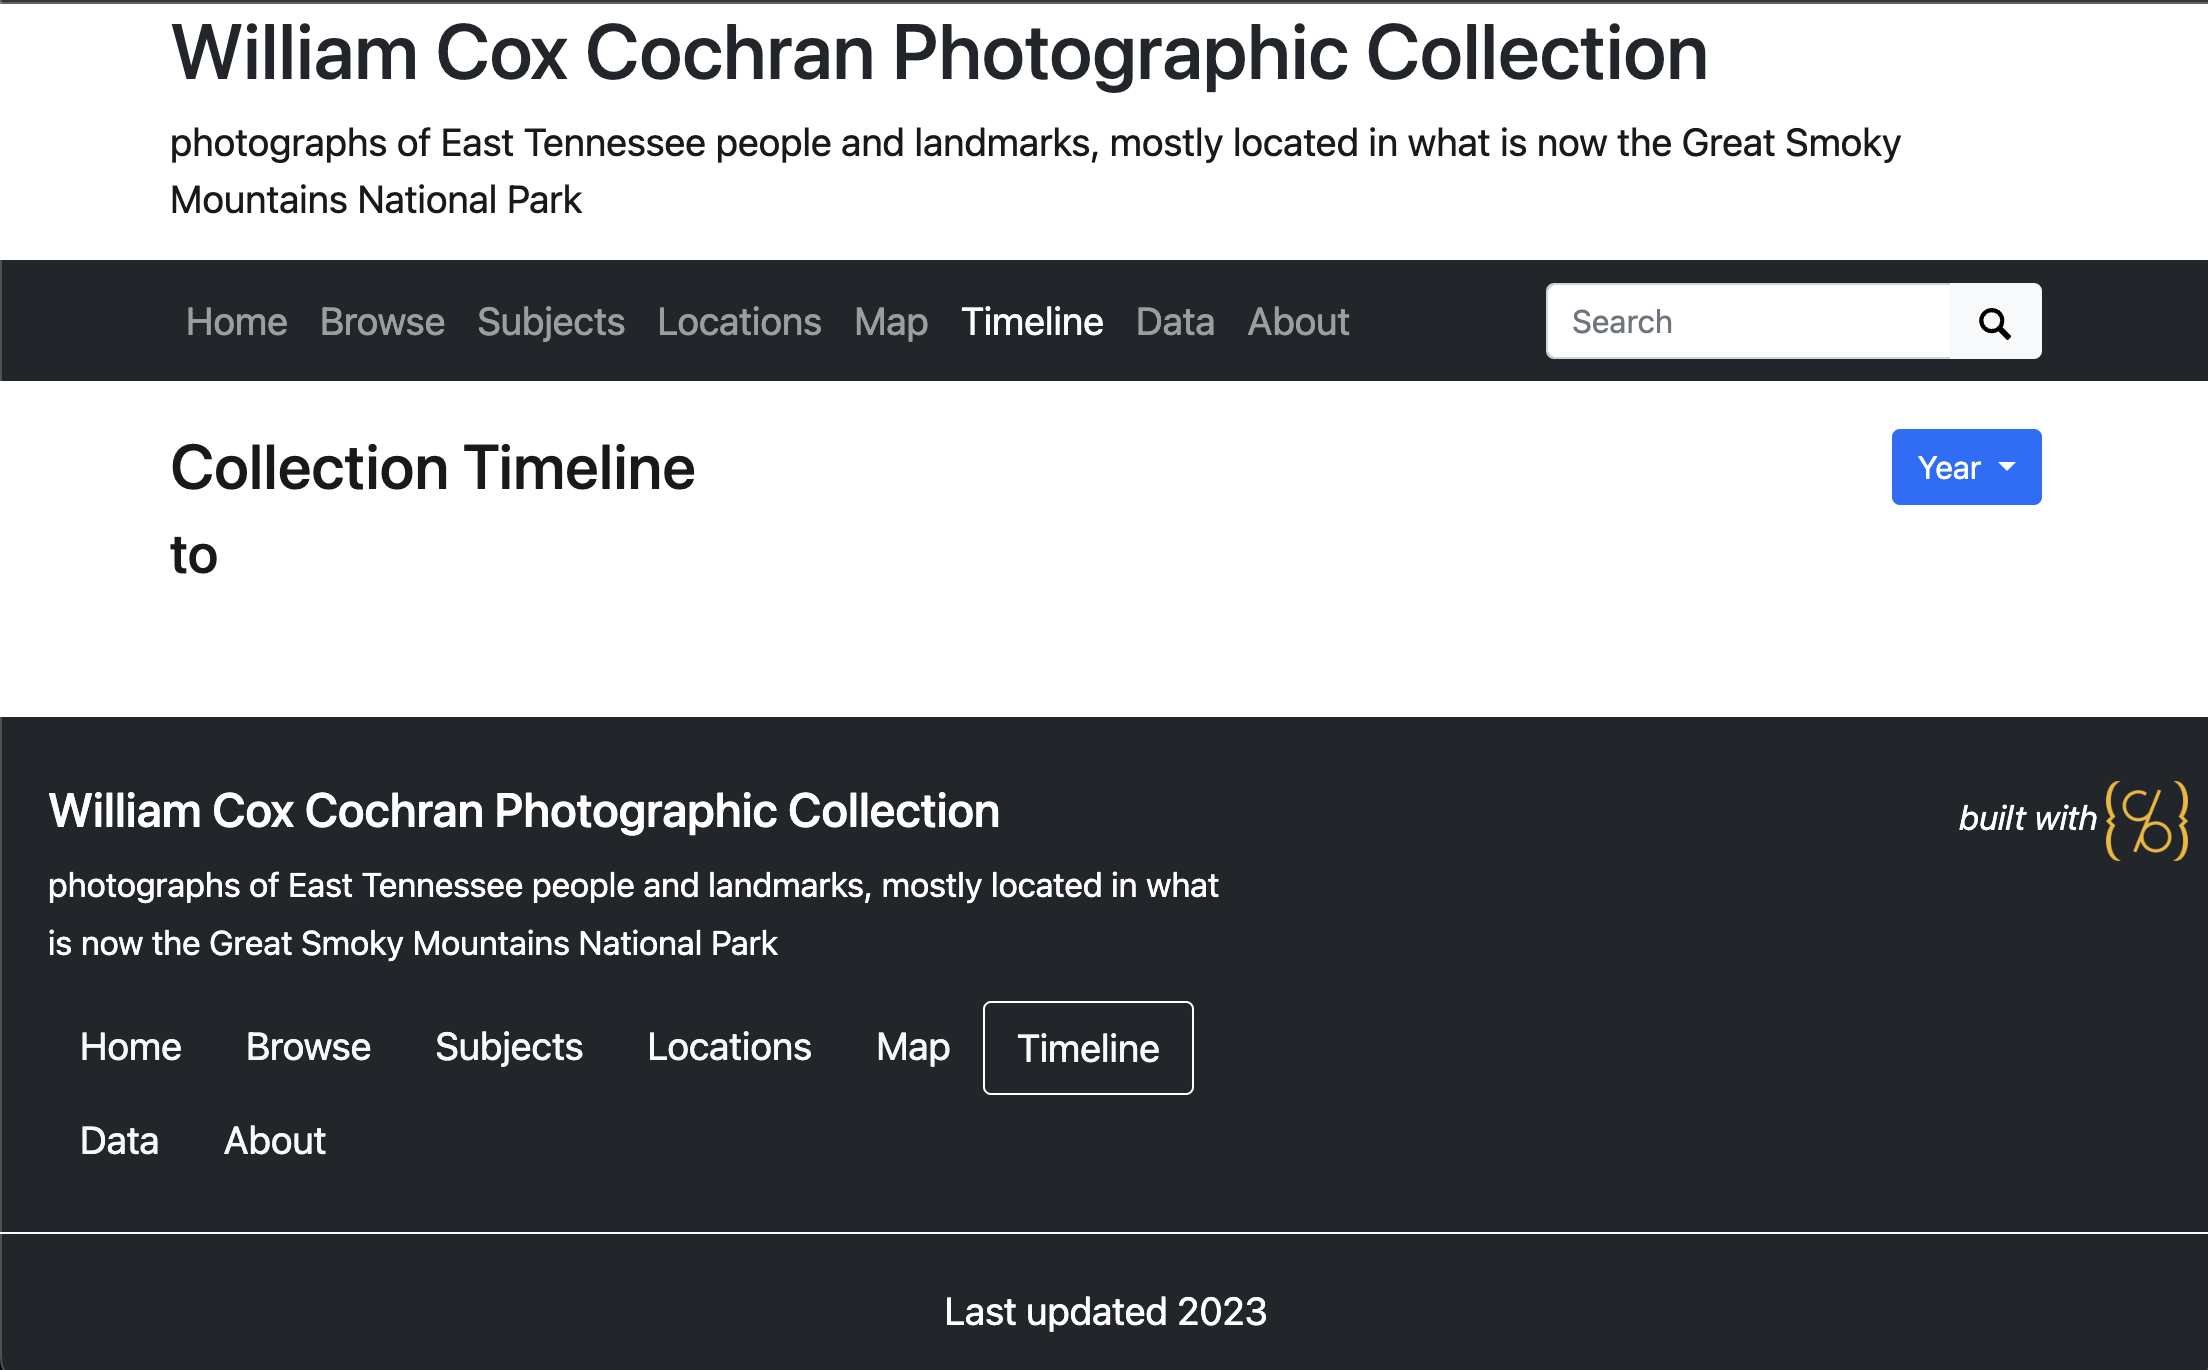 William Cox Cochran Photographic Collection
photographs of East Tennessee people and landmarks, mostly located in what is now the Great Smoky
Mountains National Park
Home Browse Subjects Locations Map Timeline Data About Search
Collection Timeline Year
to
William Cox Cochran Photographic Collection
built with
photographs of East Tennessee people and landmarks, mostly located in what
is now the Great Smoky Mountains National Park
Home Browse Subjects Locations Map Timeline
Data About
Last updated 2023